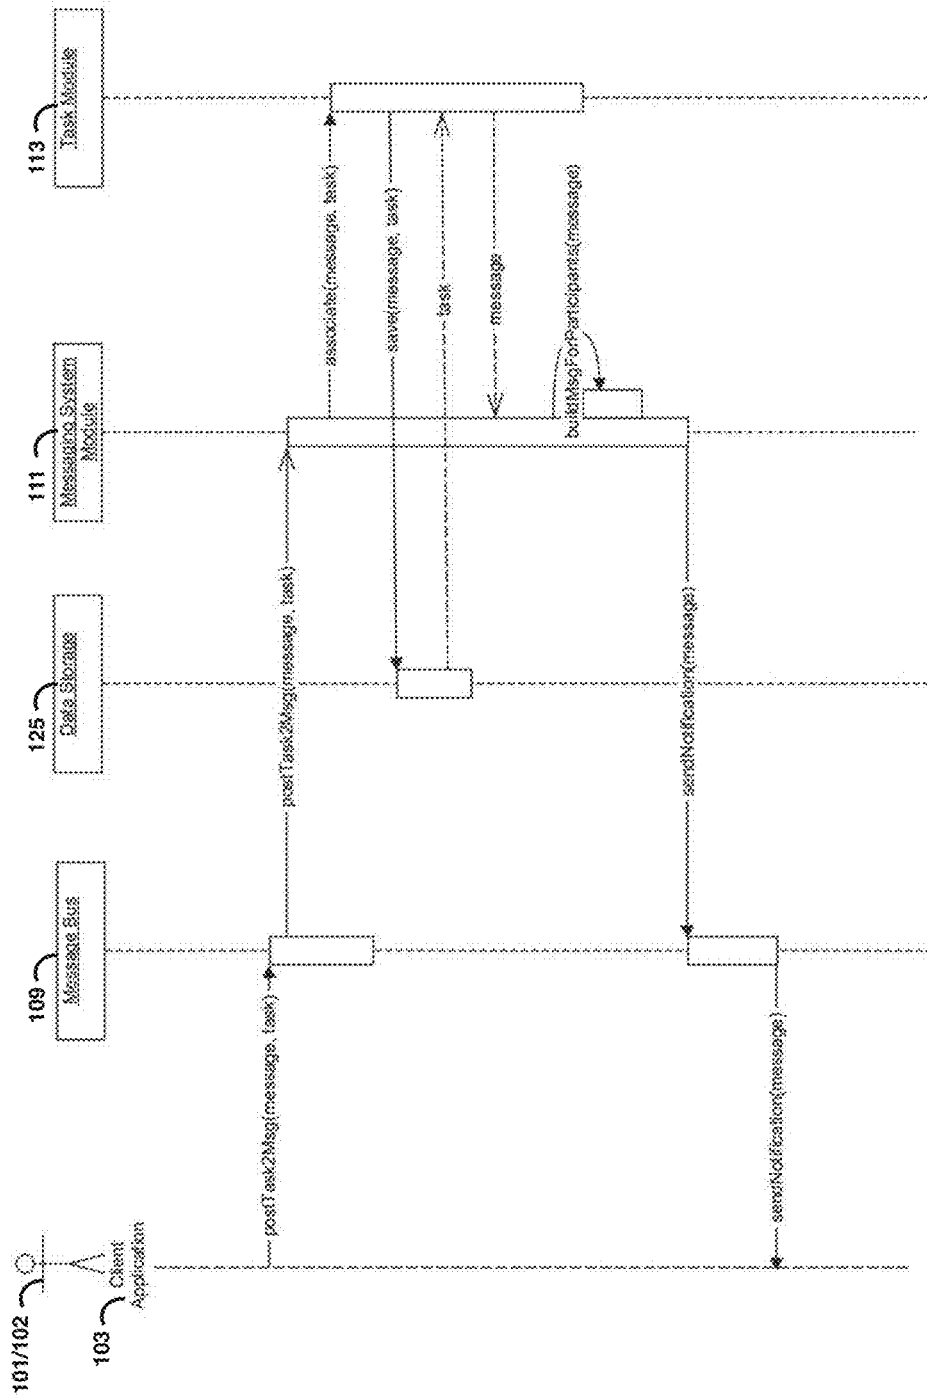 101/102
103
Client
Application
109
Message Bus
125
Data Storage
111
Messaging System
Module
113
Task Module
postTask2Msg(message, task)
postTask2Msg(message, task)
associate(message, task)
save(message, task)
task
message
buildMsgForParticipants(message)
sendNotification(message)
sendNotification(message)